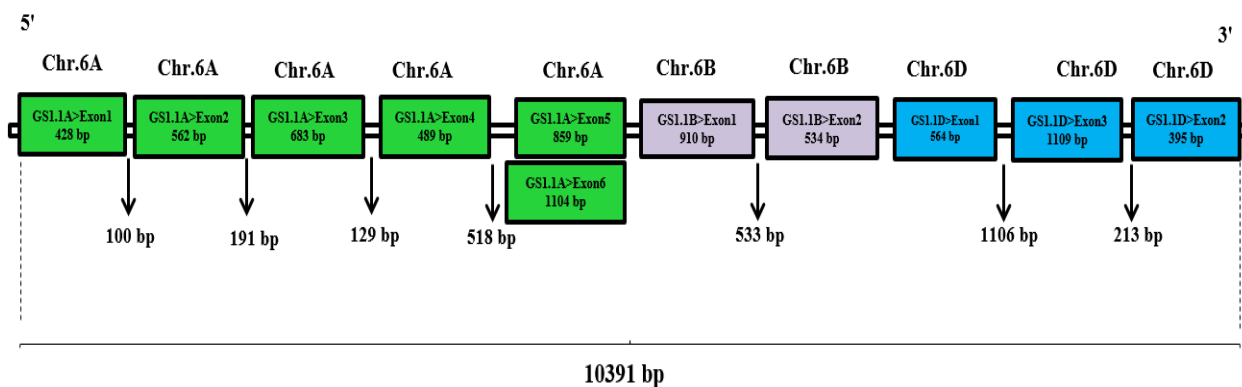 5'
3'
Chr.6A
Chr.6A
Chr.6A
Chr.6A
Chr.6A
Chr.6B
Chr.6B
Chr.6D
Chr.6D
Chr.6D
GS1.1A>Exon1
428 bp
GS1.1A>Exon2
562 bp
GS1.1A>Exon3
683 bp
GS1.1A>Exon4
489 bp
GS1.1A>Exon5
859 bp
GS1.1B>Exon1
910 bp
GS1.1B>Exon2
534 bp
GS1.1D>Exon1
564 bp
GS1.1D>Exon3
1109 bp
GS1.1D>Exon2
395 bp
GS1.1A>Exon6
1104 bp
100 bp
191 bp
129 bp
518 bp
533 bp
1106 bp
213 bp
10391 bp